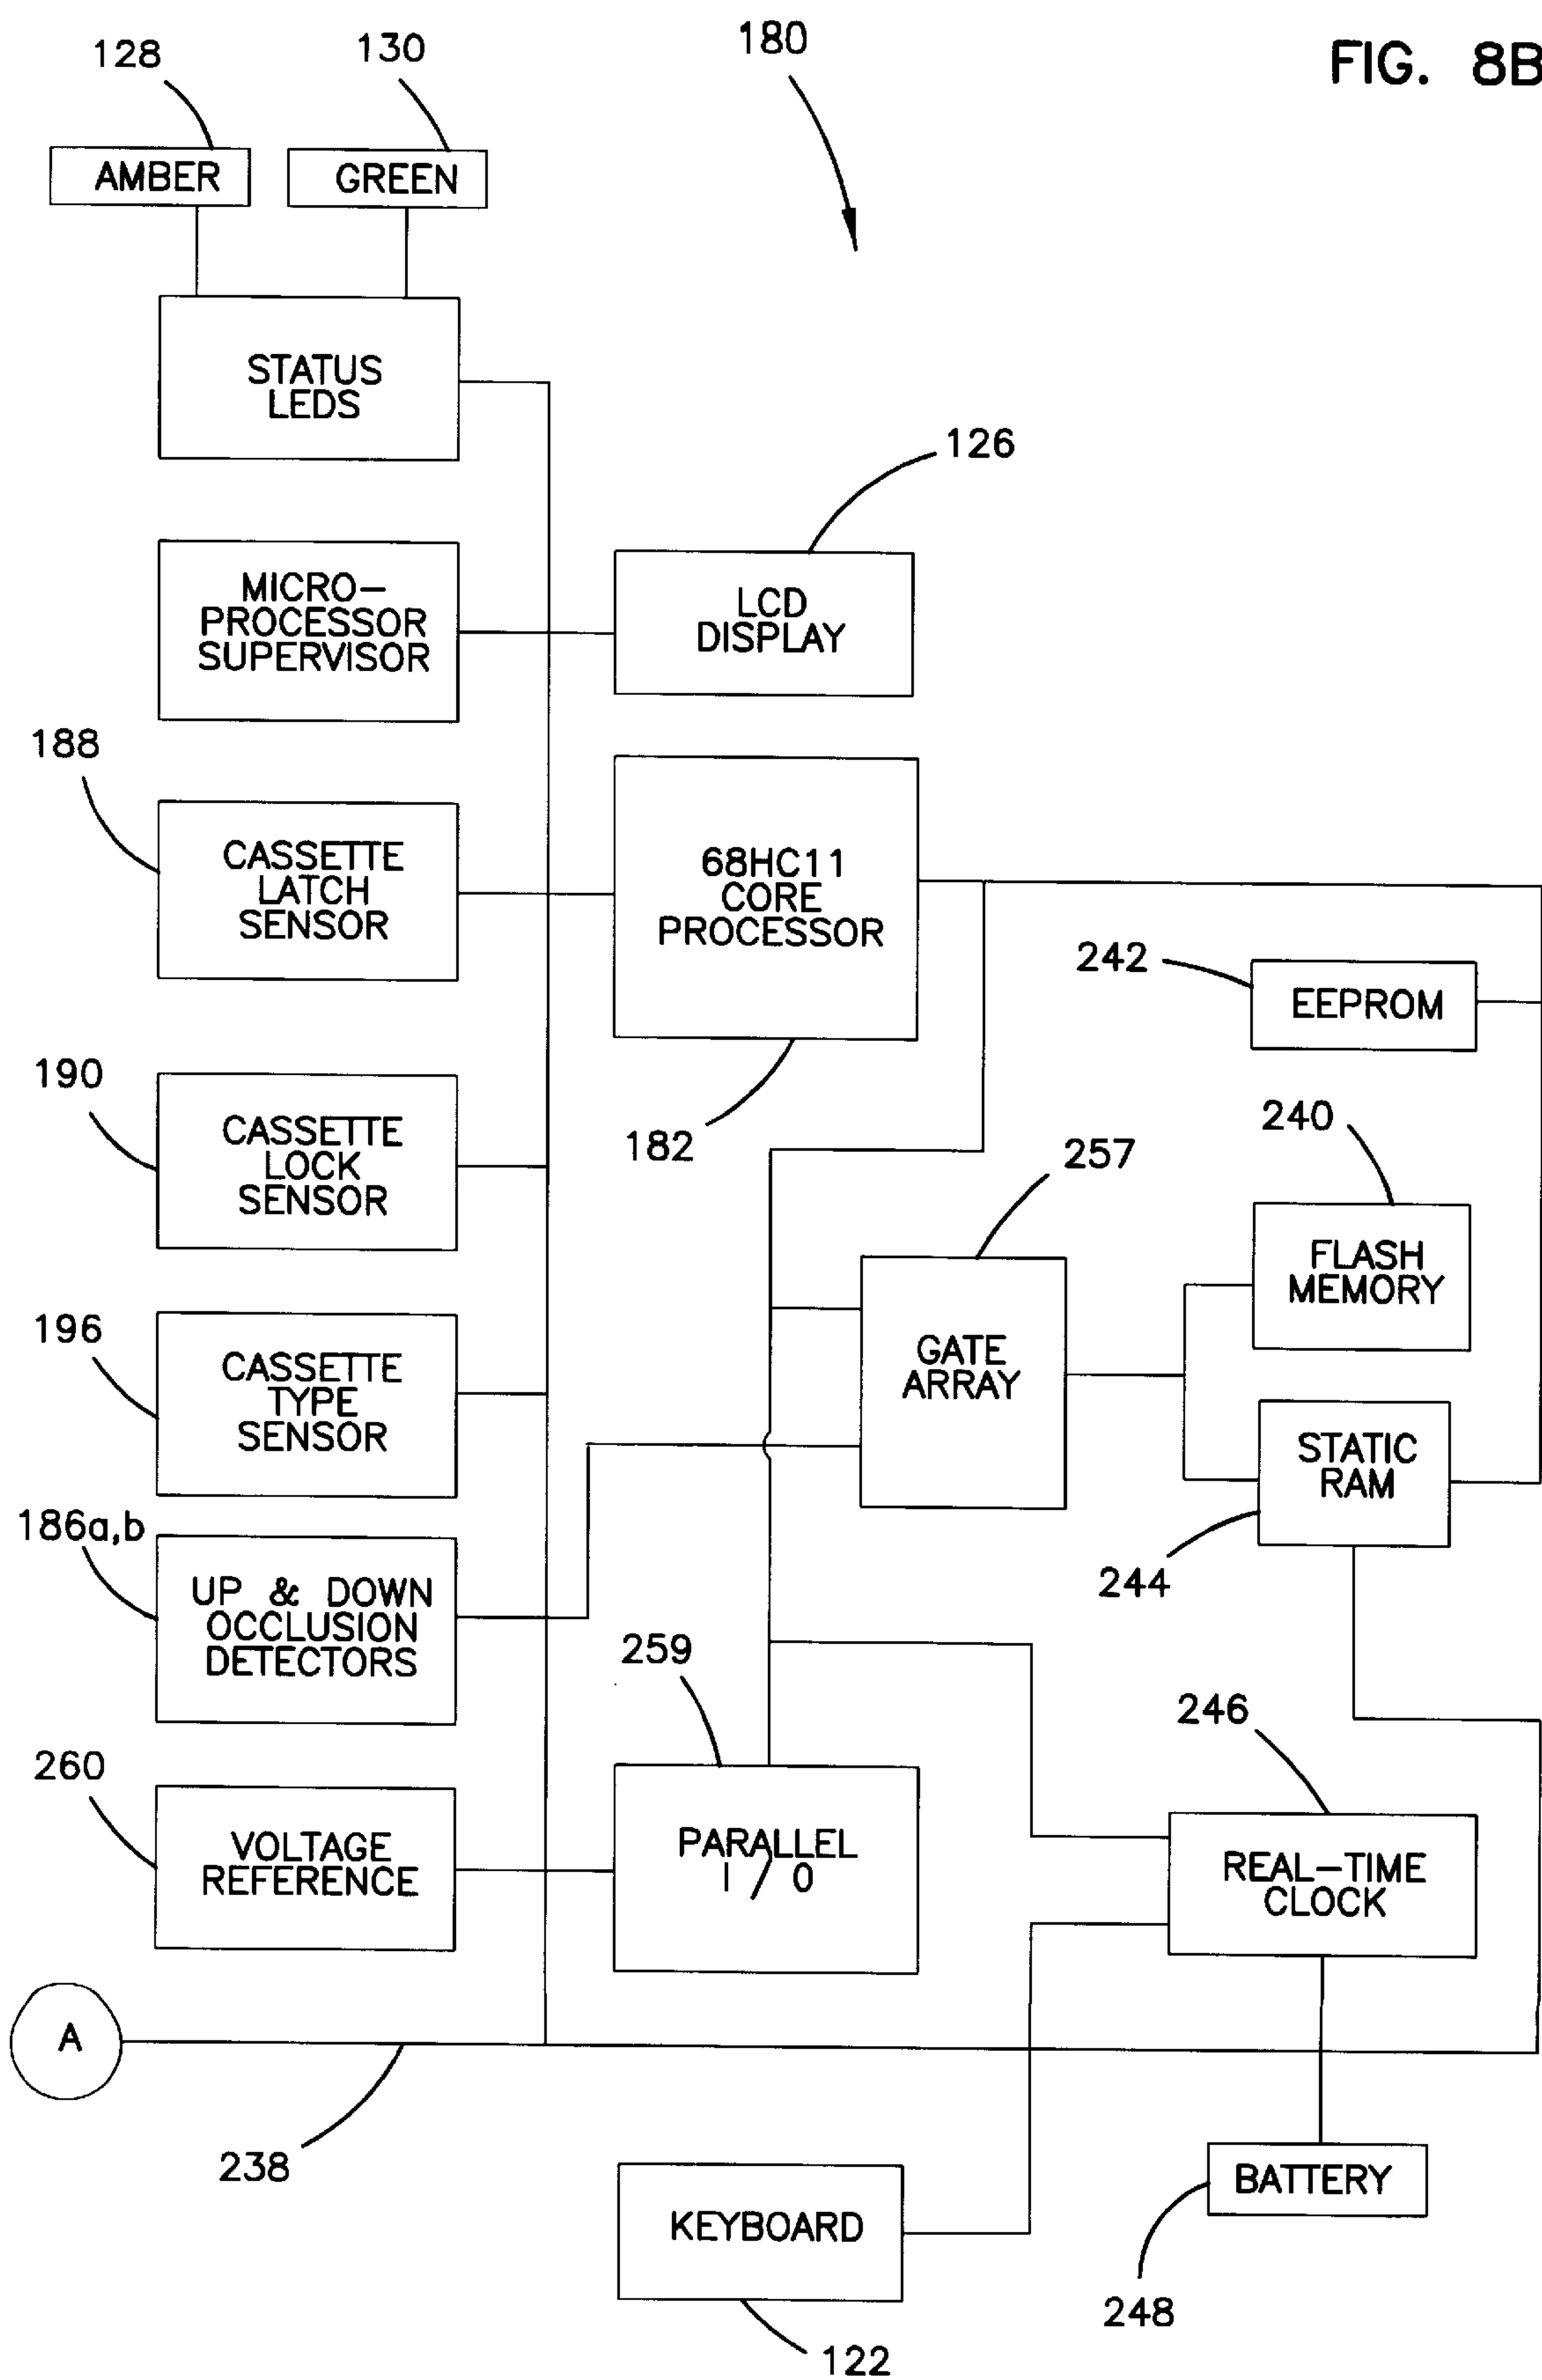 FIG. 8B
180
128
130
AMBER
GREEN
STATUS
LEDS
126
MICRO-
PROCESSOR
SUPERVISOR
LCD
DISPLAY
188
CASSETTE
LATCH
SENSOR
68HC11
CORE
PROCESSOR
182
242
EEPROM
190
CASSETTE
LOCK
SENSOR
257
240
FLASH
MEMORY
196
CASSETTE
TYPE
SENSOR
GATE
ARRAY
STATIC
RAM
244
186a,b
UP & DOWN
OCCLUSION
DETECTORS
259
246
260
VOLTAGE
REFERENCE
PARALLEL
I/O
REAL-TIME
CLOCK
A
238
KEYBOARD
122
BATTERY
248